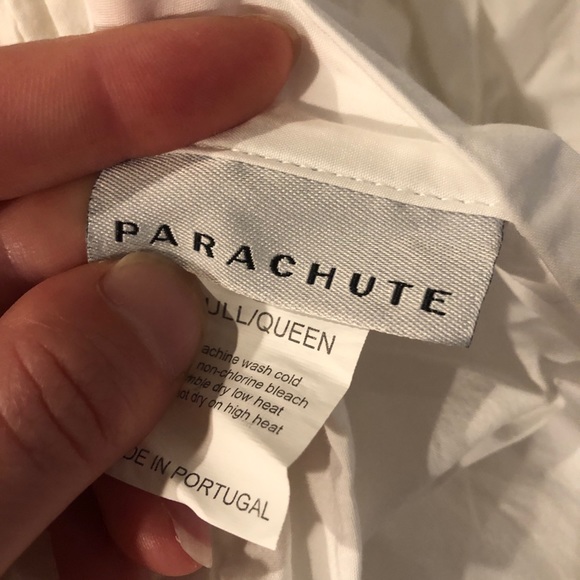 PARACHUTE
ULL/QUEEN
achine wash cold
non-chlorine bleach
mble dry low heat
ot dry on high heat
DE IN PORTUGAL